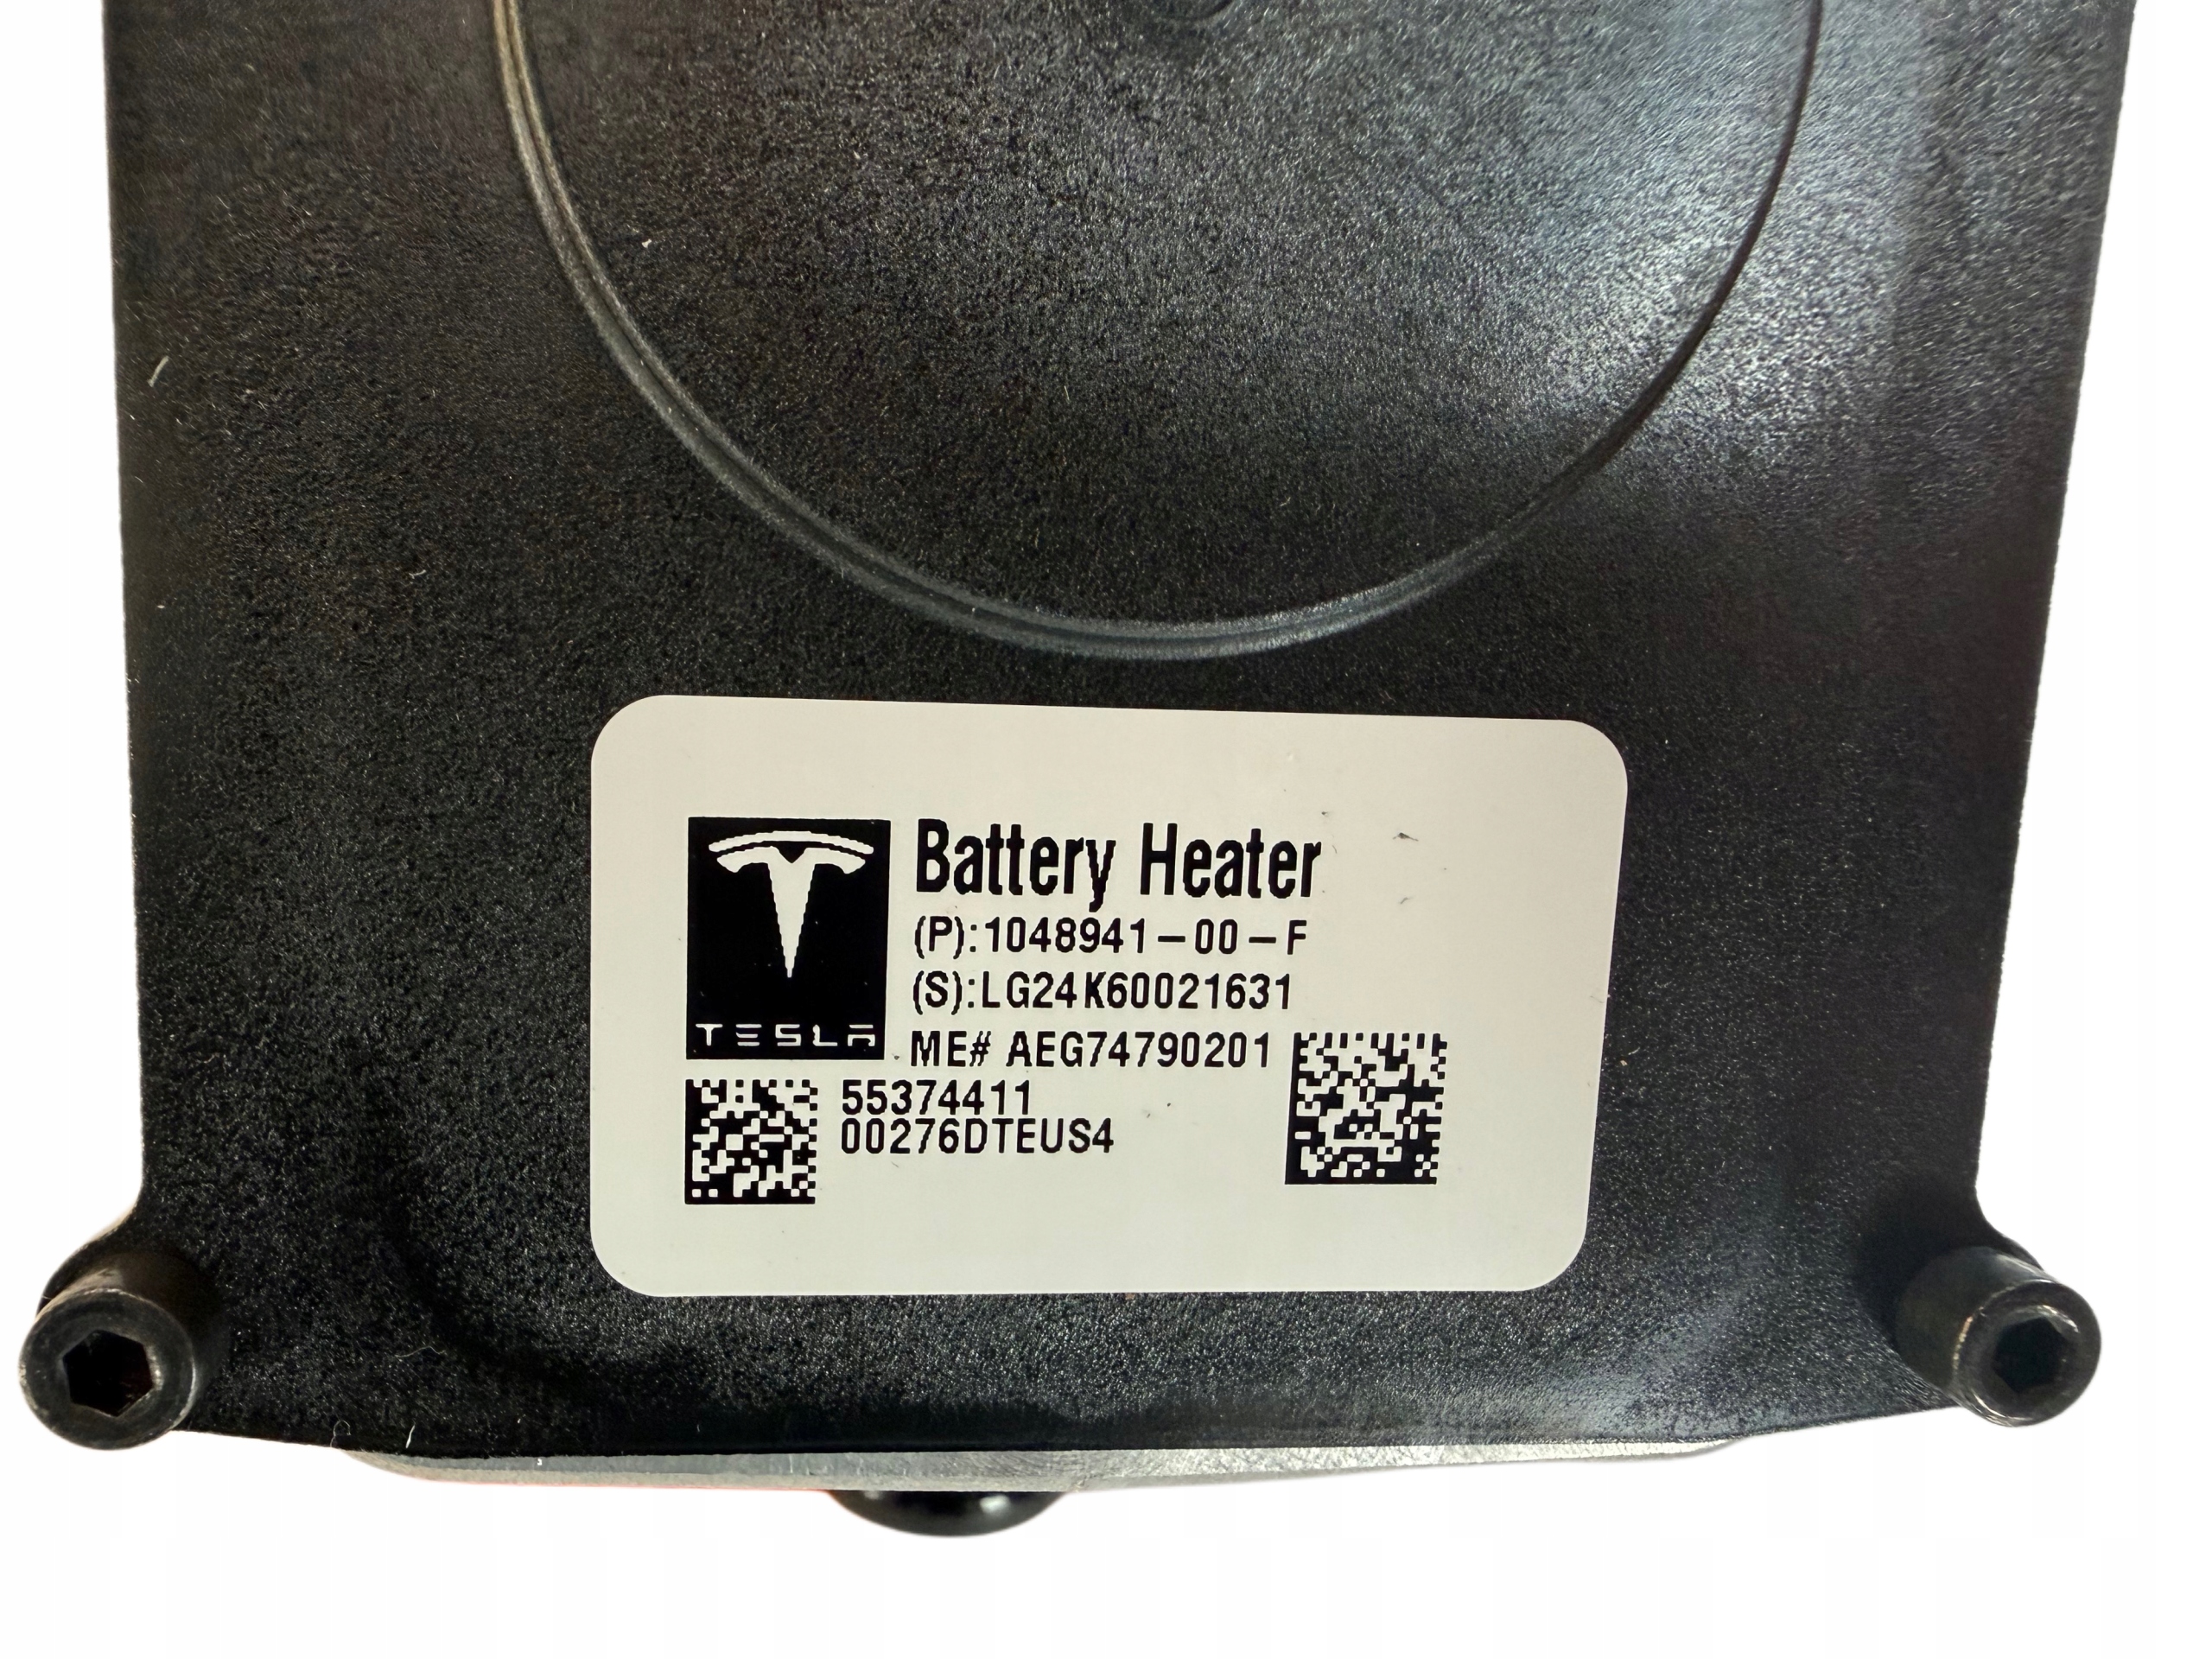 Battery Heater
(P):1048941-00-F
(S):LG24K60021631
TESLA
ME# AEG74790201
55374411
00276DTEUS4